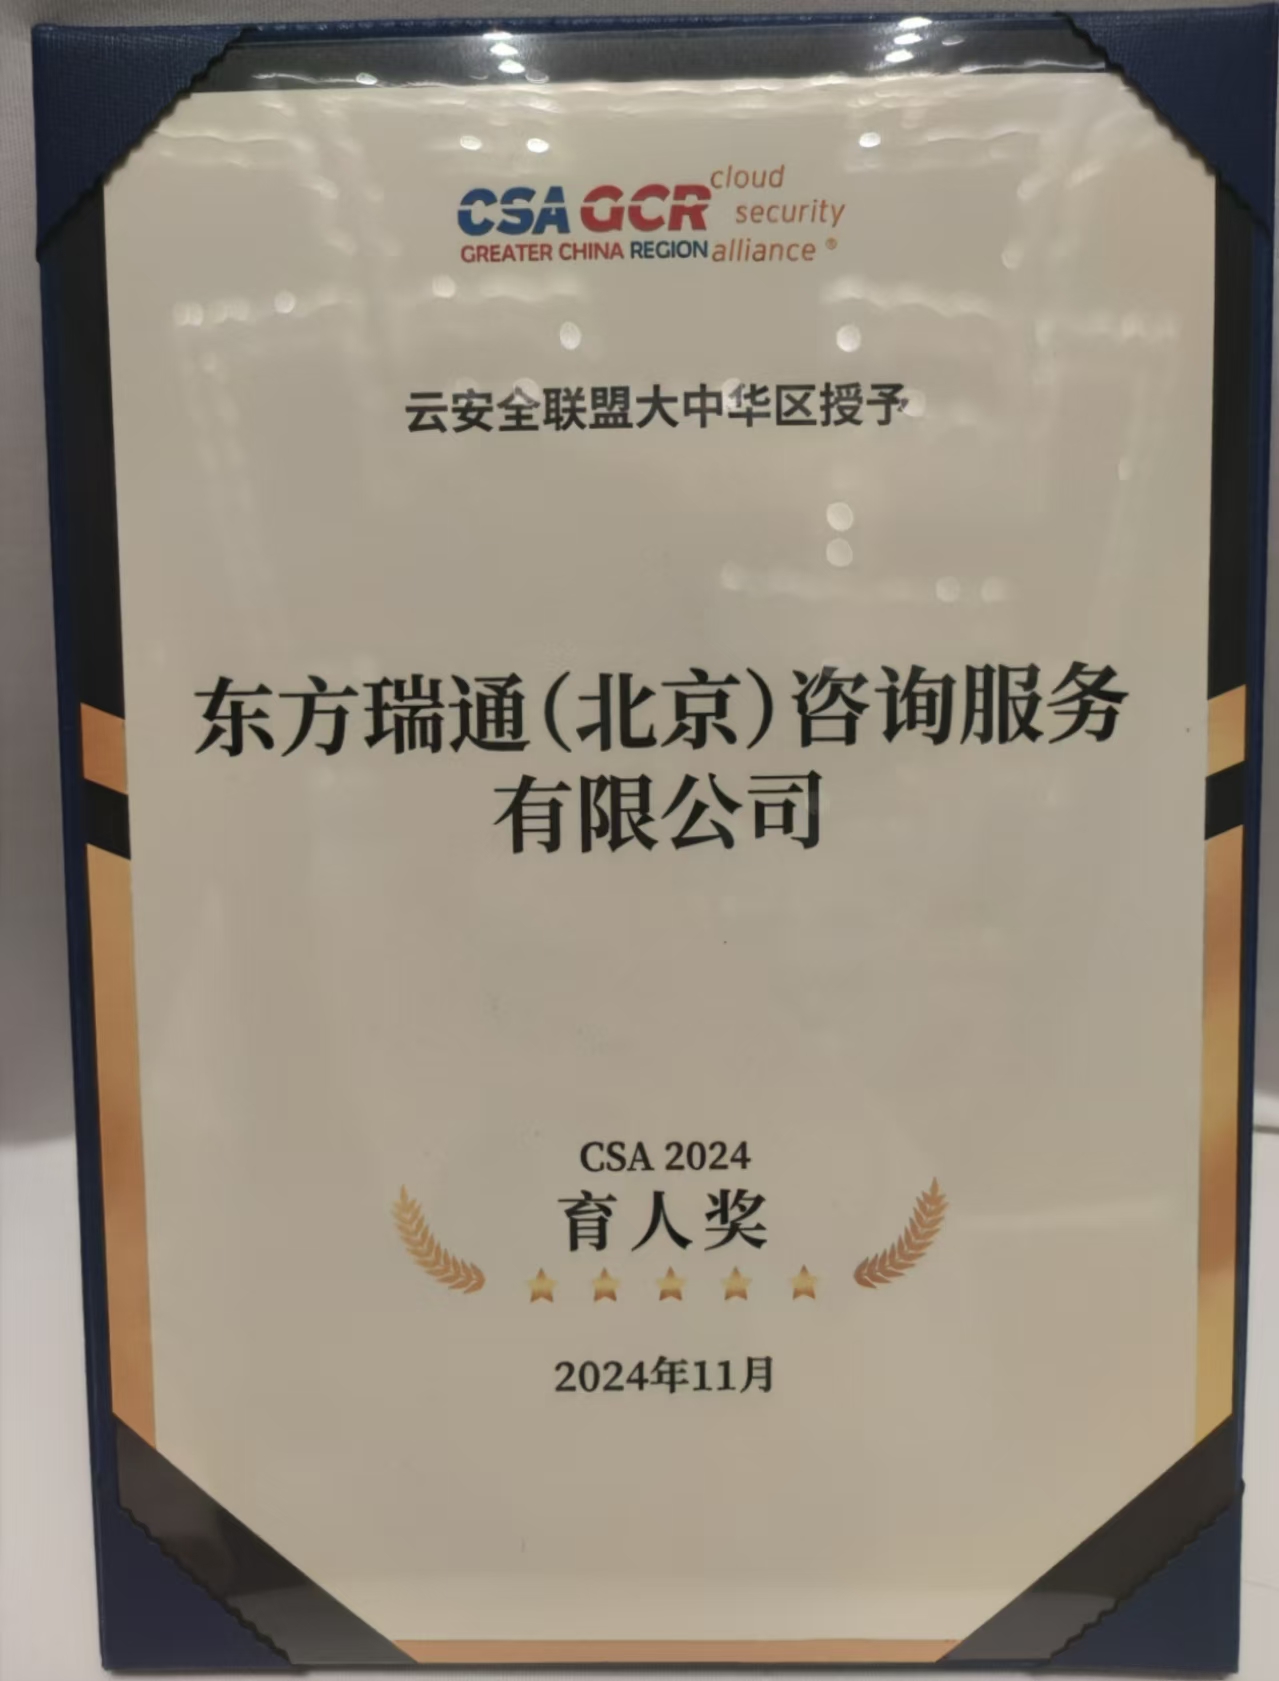 CSA GCR cloud
security
GREATER CHINA REGION alliance ®
云安全联盟大中华区授予
东方瑞通（北京）咨询服务
有限公司
CSA 2024
育人奖
2024年11月